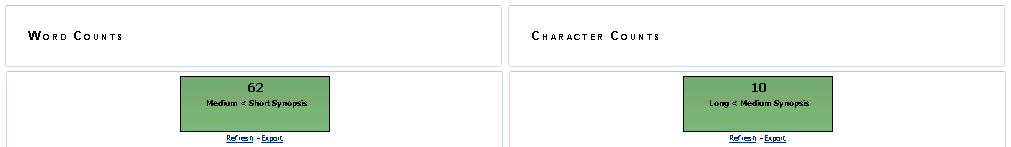 Word Counts
Character Counts
62
Medium < Short Synopsis
Refresh - Export
10
Long < Medium Synopsis
Refresh - Export